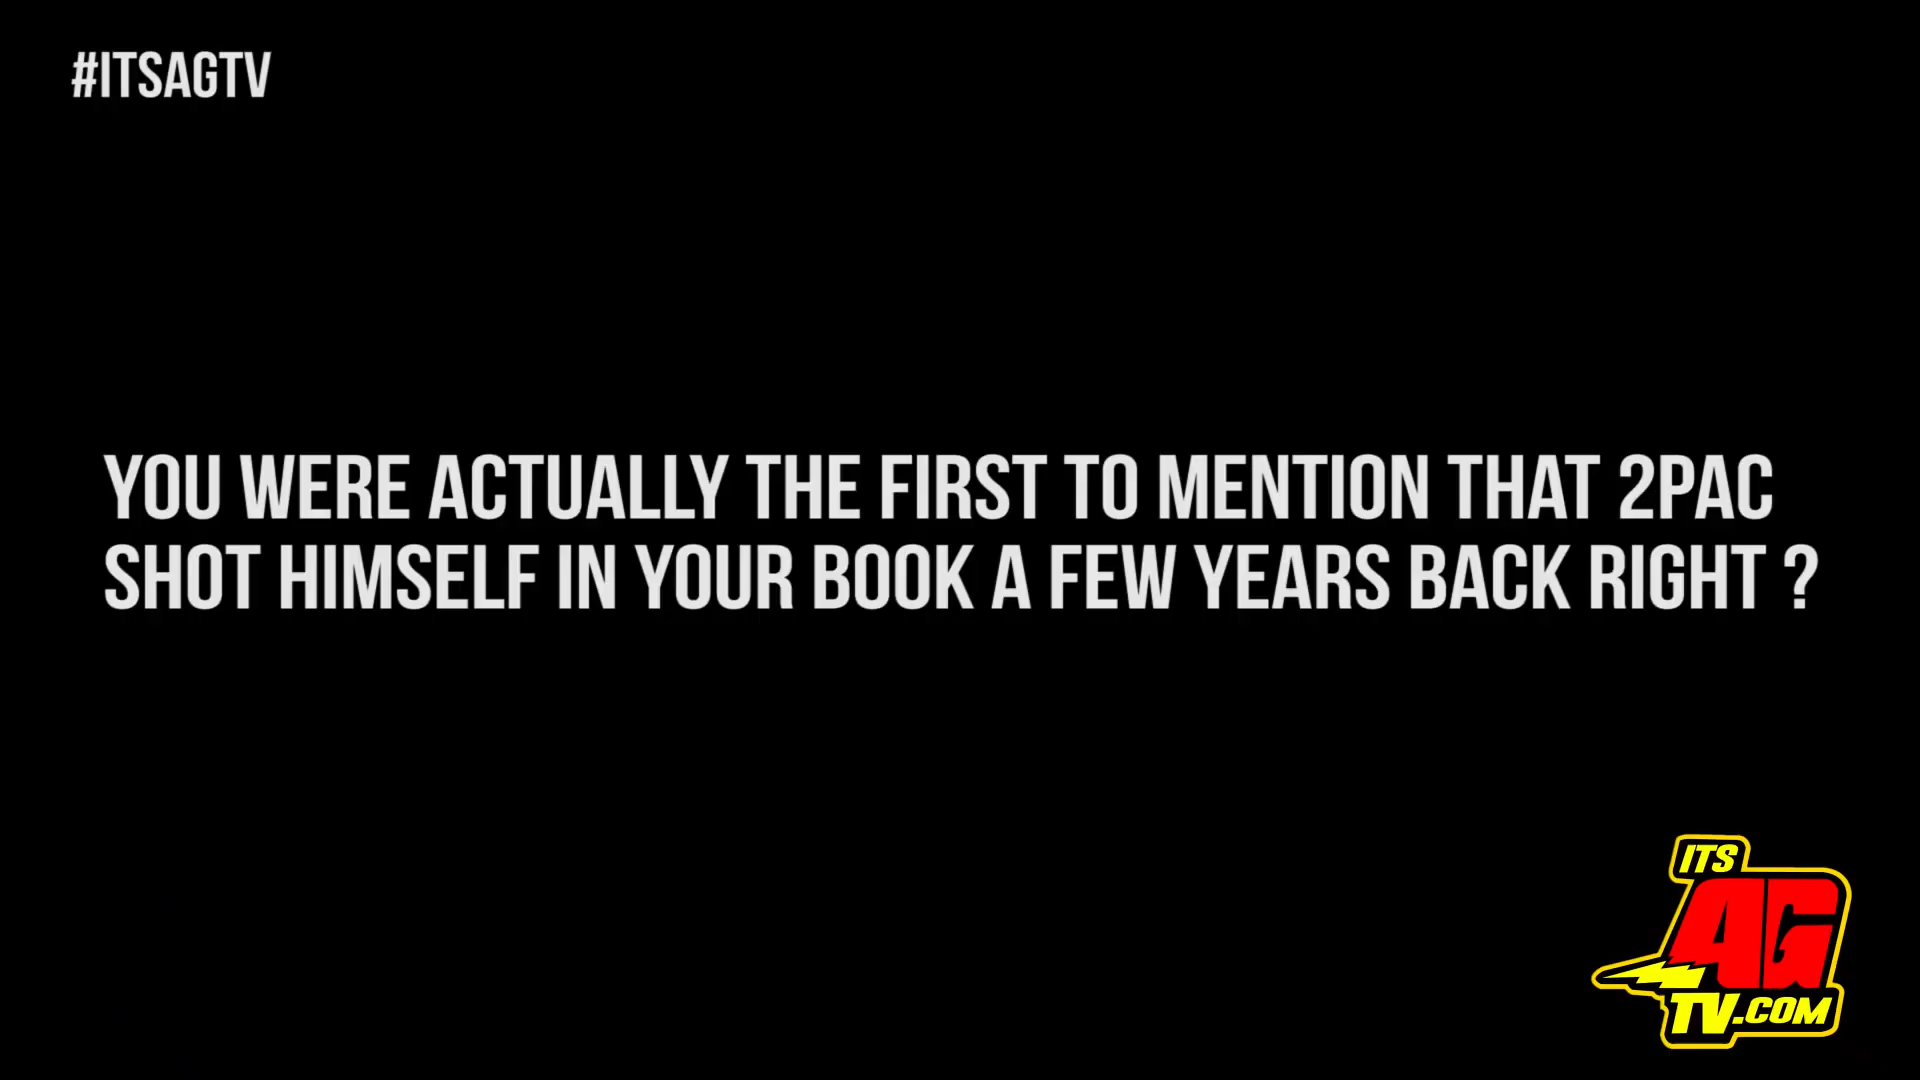 #ITSAGTV
YOU WERE ACTUALLY THE FIRST TO MENTION THAT 2PAC
SHOT HIMSELF IN YOUR BOOK A FEW YEARS BACK RIGHT ?
ITS
AG
TV.COM